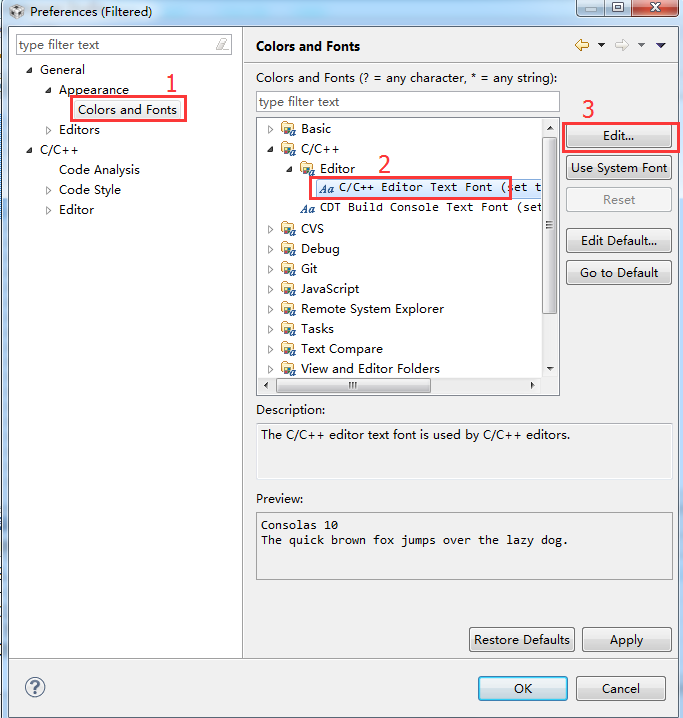 Preferences (Filtered)
type filter text
General
Appearance
1
Colors and Fonts
Editors
C/C++
Code Analysis
Code Style
Editor
Colors and Fonts
Colors and Fonts (? = any character, * = any string):
type filter text
Basic
C/C++
Editor
2
C/C++ Editor Text Font (set t
CDT Build Console Text Font (set
CVS
Debug
Git
JavaScript
Remote System Explorer
Tasks
Text Compare
View and Editor Folders
3
Edit...
Use System Font
Reset
Edit Default...
Go to Default
Description:
The C/C++ editor text font is used by C/C++ editors.
Preview:
Consolas 10
The quick brown fox jumps over the lazy dog.
Restore Defaults
Apply
OK
Cancel